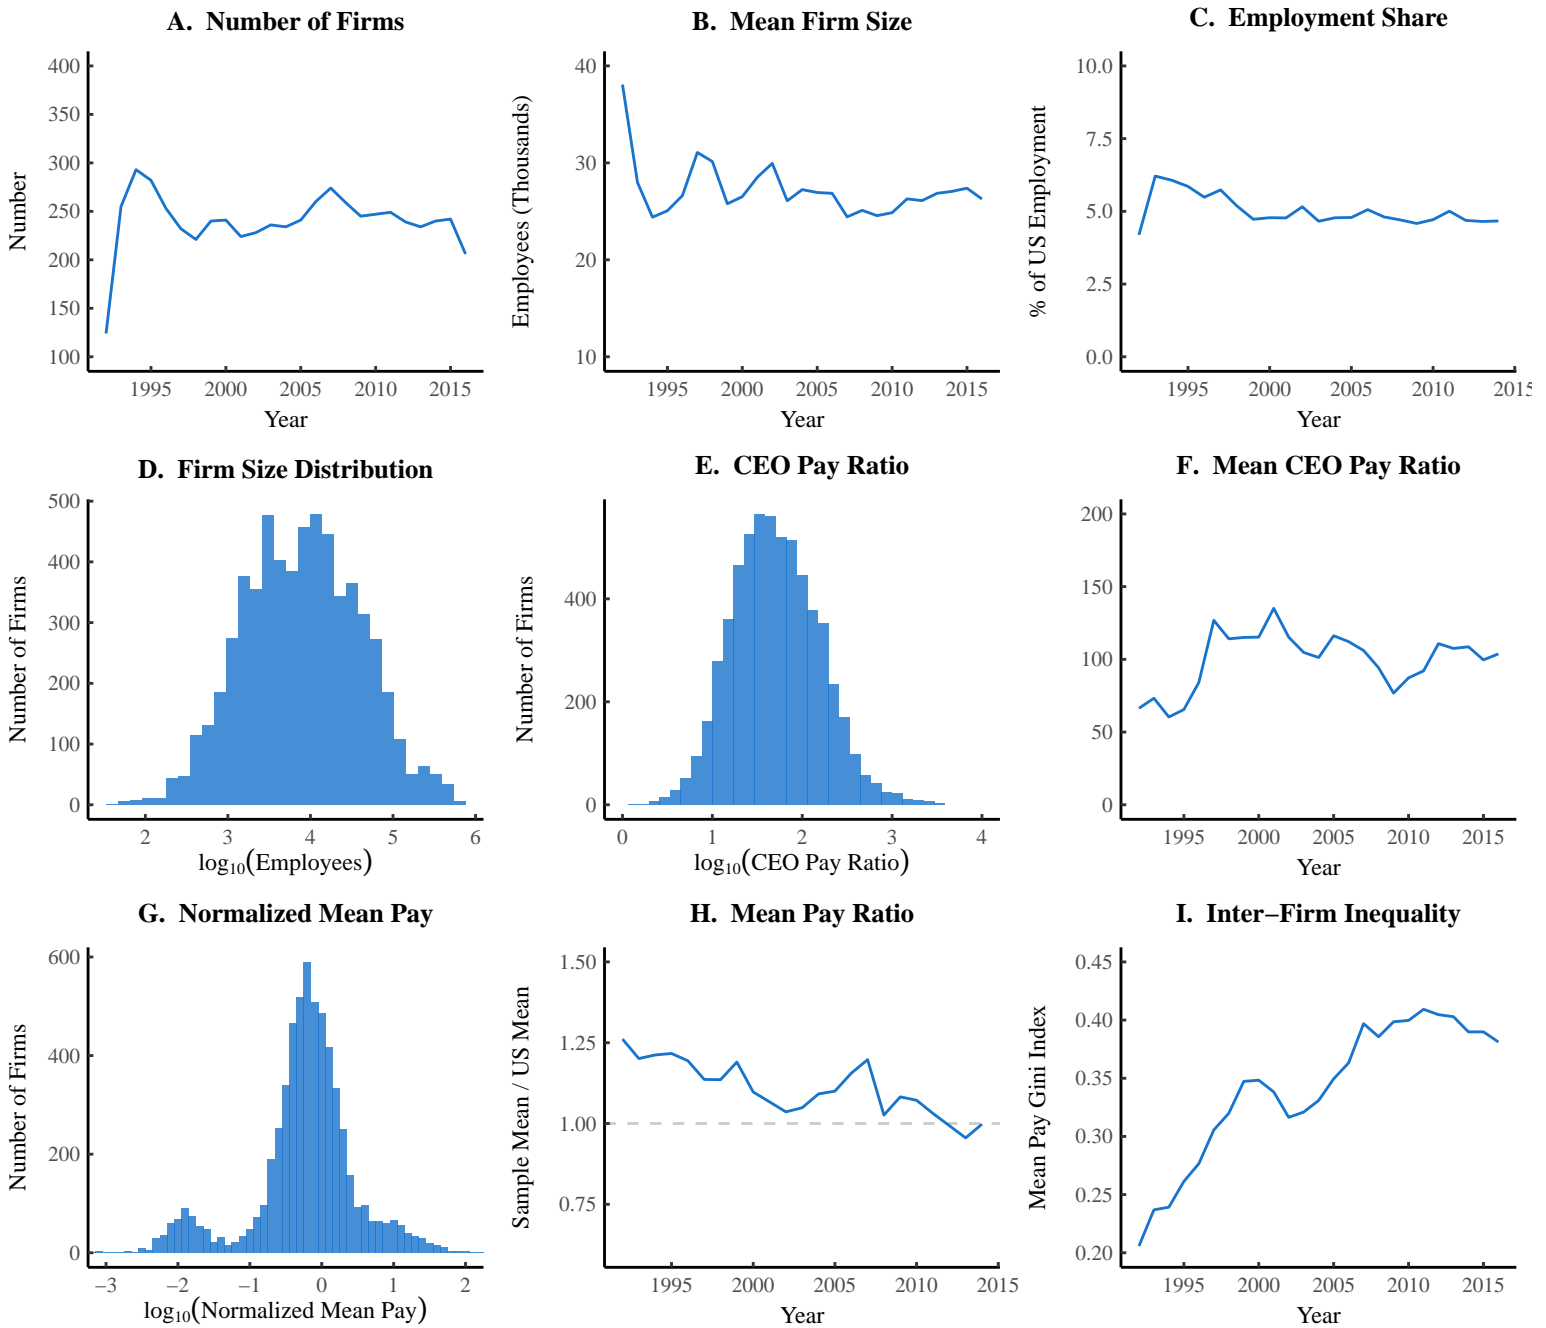 A. Number of Firms
Number
400
350
300
250
200
150
100
1995 2000 2005 2010 2015
Year
B. Mean Firm Size
Employees (Thousands)
40
30
20
10
1995 2000 2005 2010 2015
Year
C. Employment Share
% of US Employment
10.0
7.5
5.0
2.5
0.0
1995 2000 2005 2010 2015
Year
D. Firm Size Distribution
Number of Firms
500
400
300
200
100
0
2 3 4 5 6
log₁₀(Employees)
E. CEO Pay Ratio
Number of Firms
400
200
0
0 1 2 3 4
log₁₀(CEO Pay Ratio)
F. Mean CEO Pay Ratio
200
150
100
50
0
1995 2000 2005 2010 2015
Year
G. Normalized Mean Pay
Number of Firms
600
400
200
0
−3 −2 −1 0 1 2
log₁₀(Normalized Mean Pay)
H. Mean Pay Ratio
Sample Mean / US Mean
1.50
1.25
1.00
0.75
1995 2000 2005 2010 2015
Year
I. Inter−Firm Inequality
Mean Pay Gini Index
0.45
0.40
0.35
0.30
0.25
0.20
1995 2000 2005 2010 2015
Year